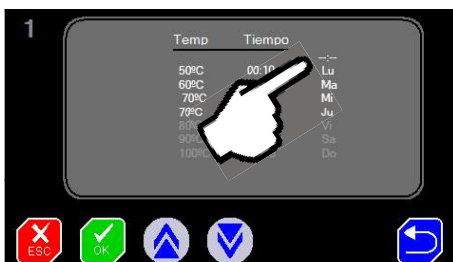 1
Temp Tiempo
--:--
50ºC 00:10 Lu
60ºC Ma
70ºC Mi
70ºC Ju
80ºC Vi
90ºC Sa
100ºC Do
ESC OK